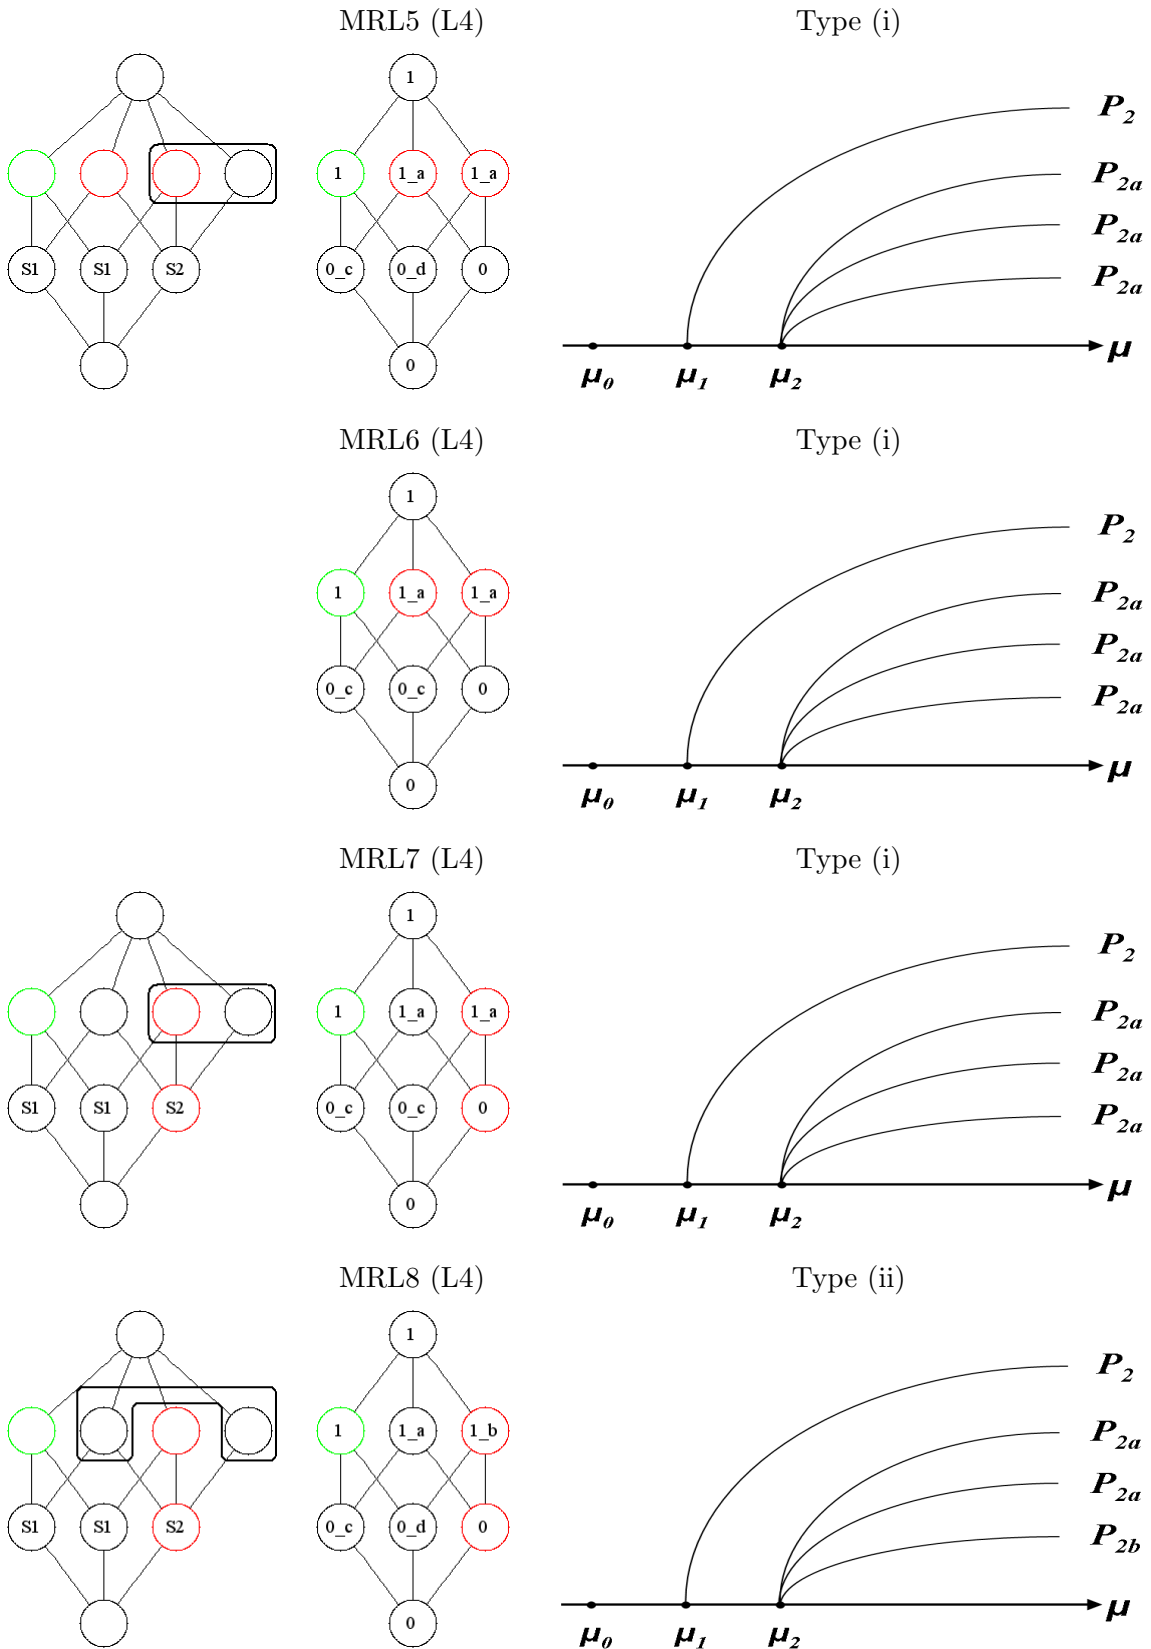 MRL5 (L4) Type (i)
1
P2
1 1_a 1_a
P2a
P2a
S1 S1 S2 0_c 0_d 0
P2a
μ
0
μ0 μ1 μ2
MRL6 (L4) Type (i)
1
P2
1 1_a 1_a
P2a
P2a
0_c 0_c 0
P2a
μ
0
μ0 μ1 μ2
MRL7 (L4) Type (i)
1
P2
1 1_a 1_a
P2a
P2a
S1 S1 S2 0_c 0_c 0
P2a
μ
0
μ0 μ1 μ2
MRL8 (L4) Type (ii)
1
P2
1 1_a 1_b
P2a
P2a
S1 S1 S2 0_c 0_d 0
P2b
μ
0
μ0 μ1 μ2